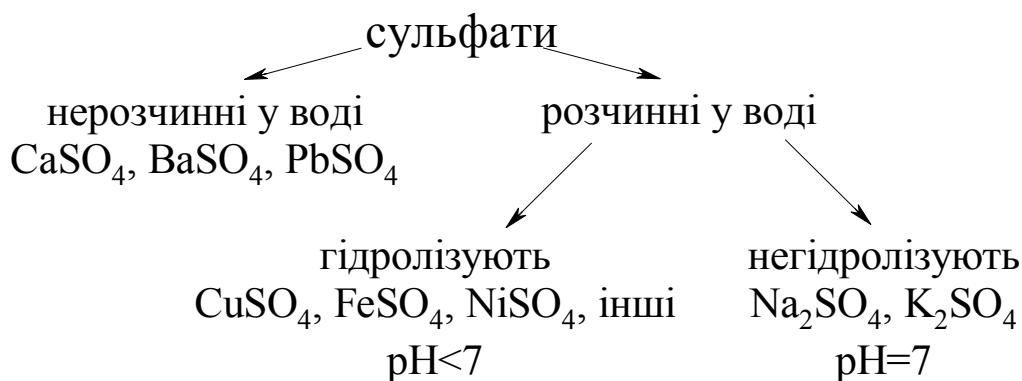 сульфати
нерозчинні у воді
розчинні у воді
CaSO₄, BaSO₄, PbSO₄
гідролізують
негідролізують
CuSO₄, FeSO₄, NiSO₄, інші
Na₂SO₄, K₂SO₄
pH<7
pH=7